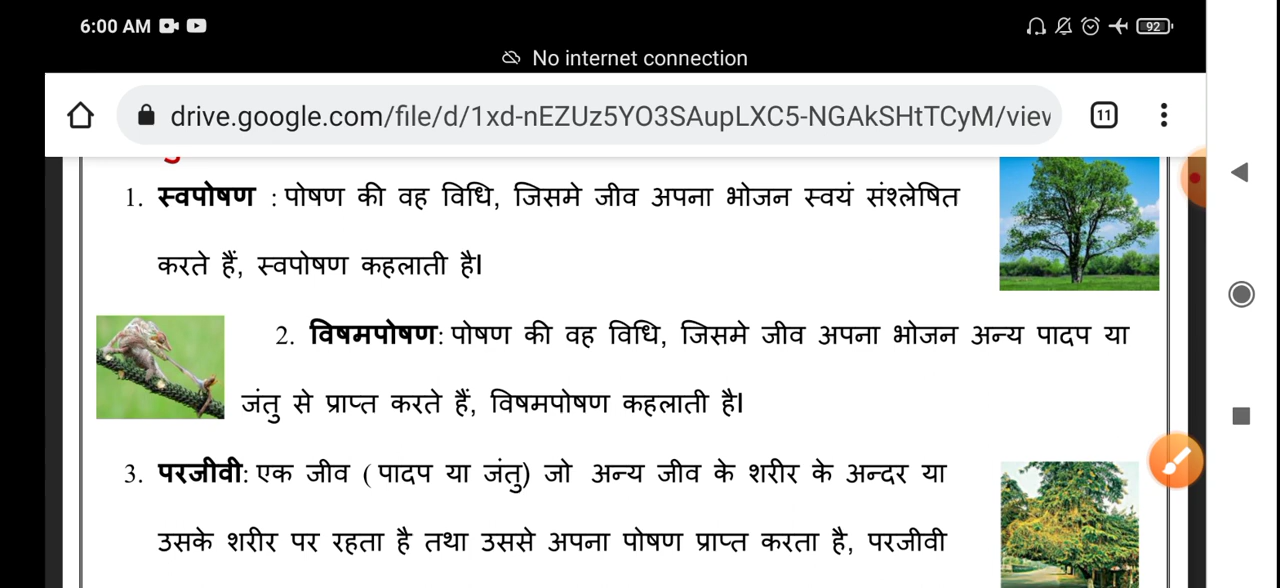 6:00 AM 92
No internet connection
drive.google.com/file/d/1xd-nEZUz5YO3SAupLXC5-NGAkSHtTCyM/view 11
1. स्वपोषण : पोषण की वह विधि, जिसमे जीव अपना भोजन स्वयं संश्लेषित
करते हैं, स्वपोषण कहलाती है।
2. विषमपोषण: पोषण की वह विधि, जिसमे जीव अपना भोजन अन्य पादप या
जंतु से प्राप्त करते हैं, विषमपोषण कहलाती है।
3. परजीवी: एक जीव ( पादप या जंतु) जो अन्य जीव के शरीर के अन्दर या
उसके शरीर पर रहता है तथा उससे अपना पोषण प्राप्त करता है, परजीवी